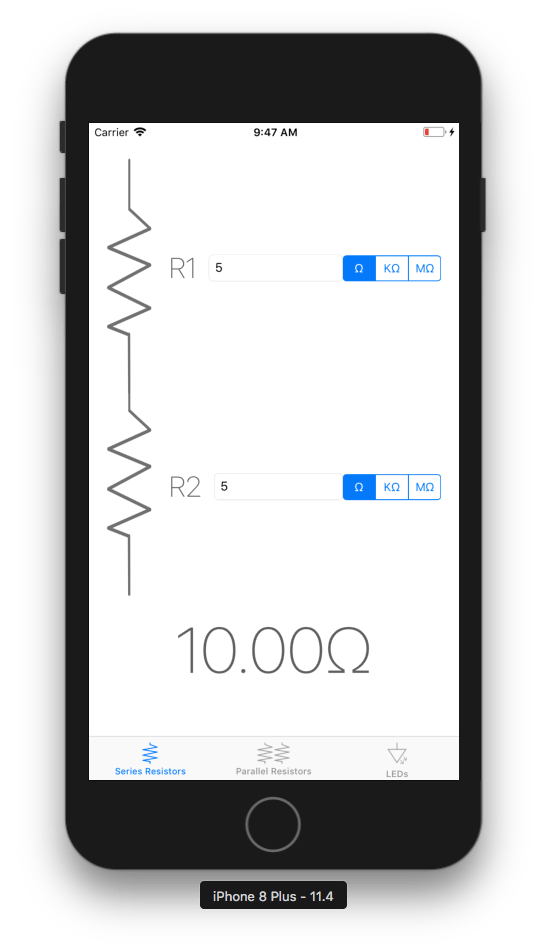 Carrier 9:47 AM
R1 5 Ω KΩ MΩ
R2 5 Ω KΩ MΩ
10.00Ω
Series Resistors Parallel Resistors LEDs
iPhone 8 Plus - 11.4